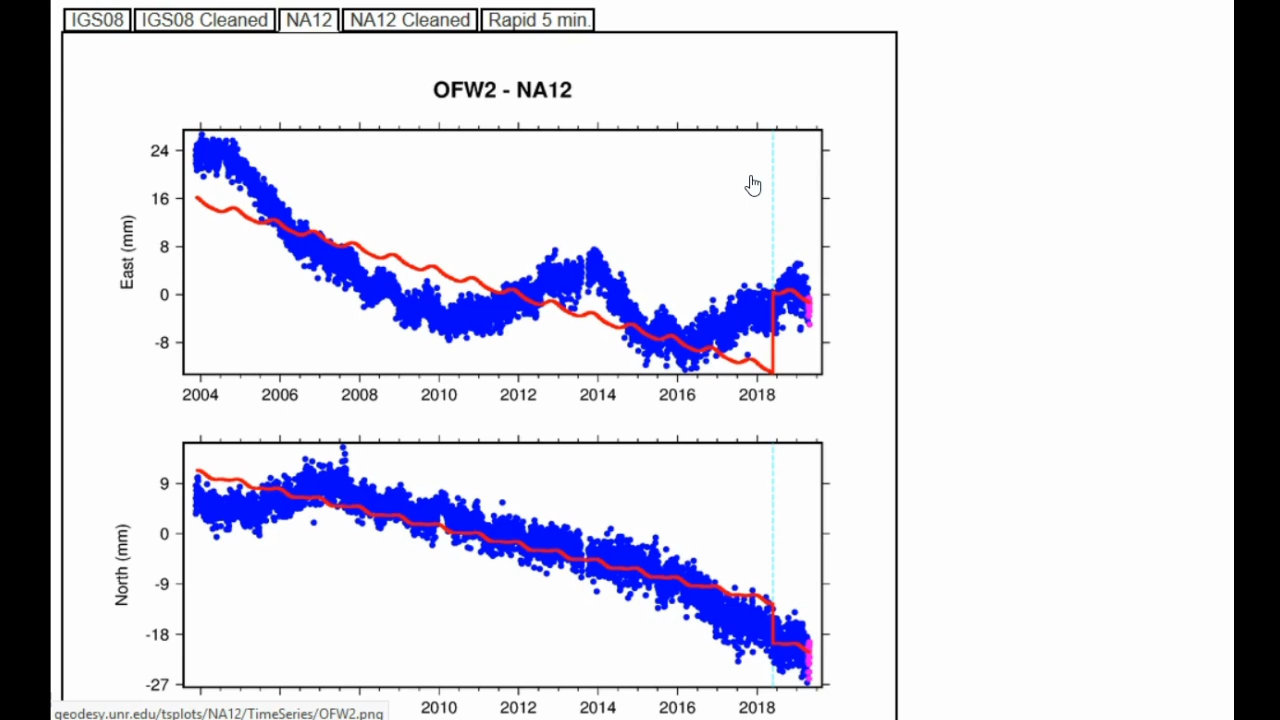 IGS08 IGS08 Cleaned NA12 NA12 Cleaned Rapid 5 min.
OFW2 - NA12
24
16
8
0
-8
East (mm)
2004 2006 2008 2010 2012 2014 2016 2018
9
0
-9
-18
-27
North (mm)
2010 2012 2014 2016 2018
geodesy.unr.edu/tsplots/NA12/TimeSeries/OFW2.png